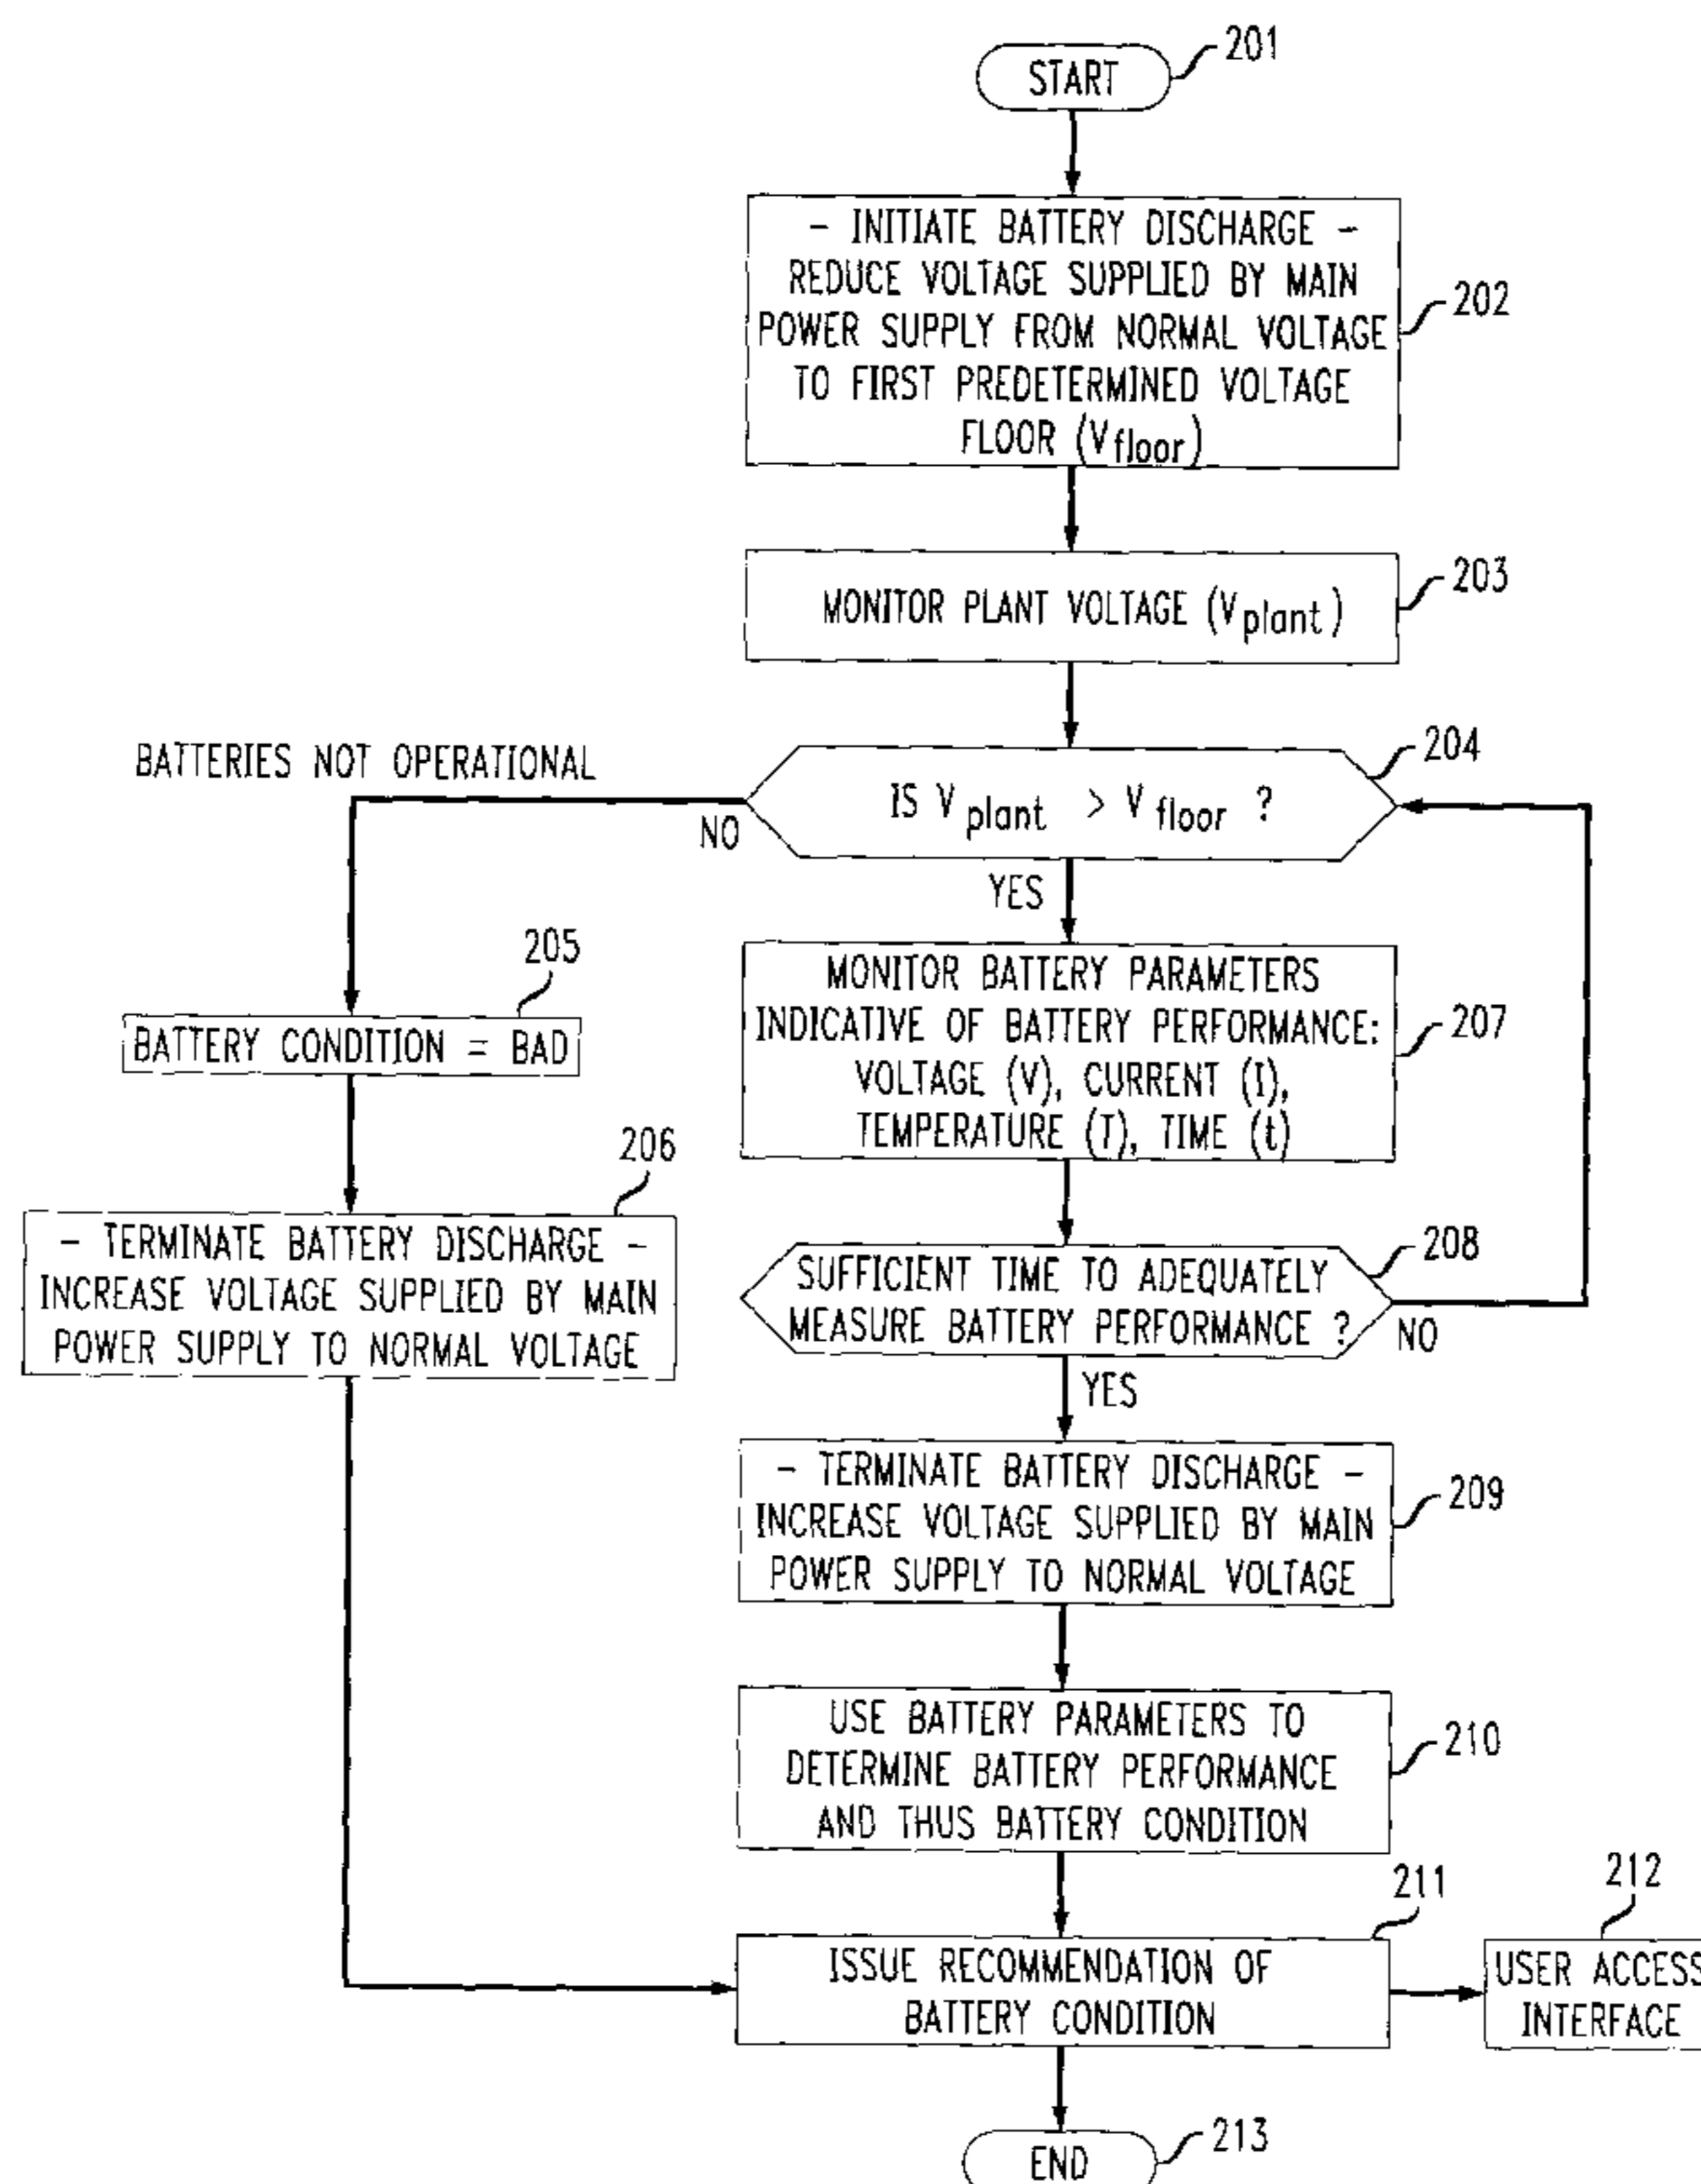 START
201
- INITIATE BATTERY DISCHARGE -
REDUCE VOLTAGE SUPPLIED BY MAIN
POWER SUPPLY FROM NORMAL VOLTAGE
TO FIRST PREDETERMINED VOLTAGE
FLOOR (Vfloor)
202
MONITOR PLANT VOLTAGE (Vplant)
203
IS Vplant > Vfloor ?
204
BATTERIES NOT OPERATIONAL
NO
YES
205
BATTERY CONDITION = BAD
206
- TERMINATE BATTERY DISCHARGE -
INCREASE VOLTAGE SUPPLIED BY MAIN
POWER SUPPLY TO NORMAL VOLTAGE
MONITOR BATTERY PARAMETERS
INDICATIVE OF BATTERY PERFORMANCE:
VOLTAGE (V), CURRENT (I),
TEMPERATURE (T), TIME (t)
207
SUFFICIENT TIME TO ADEQUATELY
MEASURE BATTERY PERFORMANCE ?
208
NO
YES
- TERMINATE BATTERY DISCHARGE -
INCREASE VOLTAGE SUPPLIED BY MAIN
POWER SUPPLY TO NORMAL VOLTAGE
209
USE BATTERY PARAMETERS TO
DETERMINE BATTERY PERFORMANCE
AND THUS BATTERY CONDITION
210
211
ISSUE RECOMMENDATION OF
BATTERY CONDITION
212
USER ACCESS
INTERFACE
END
213